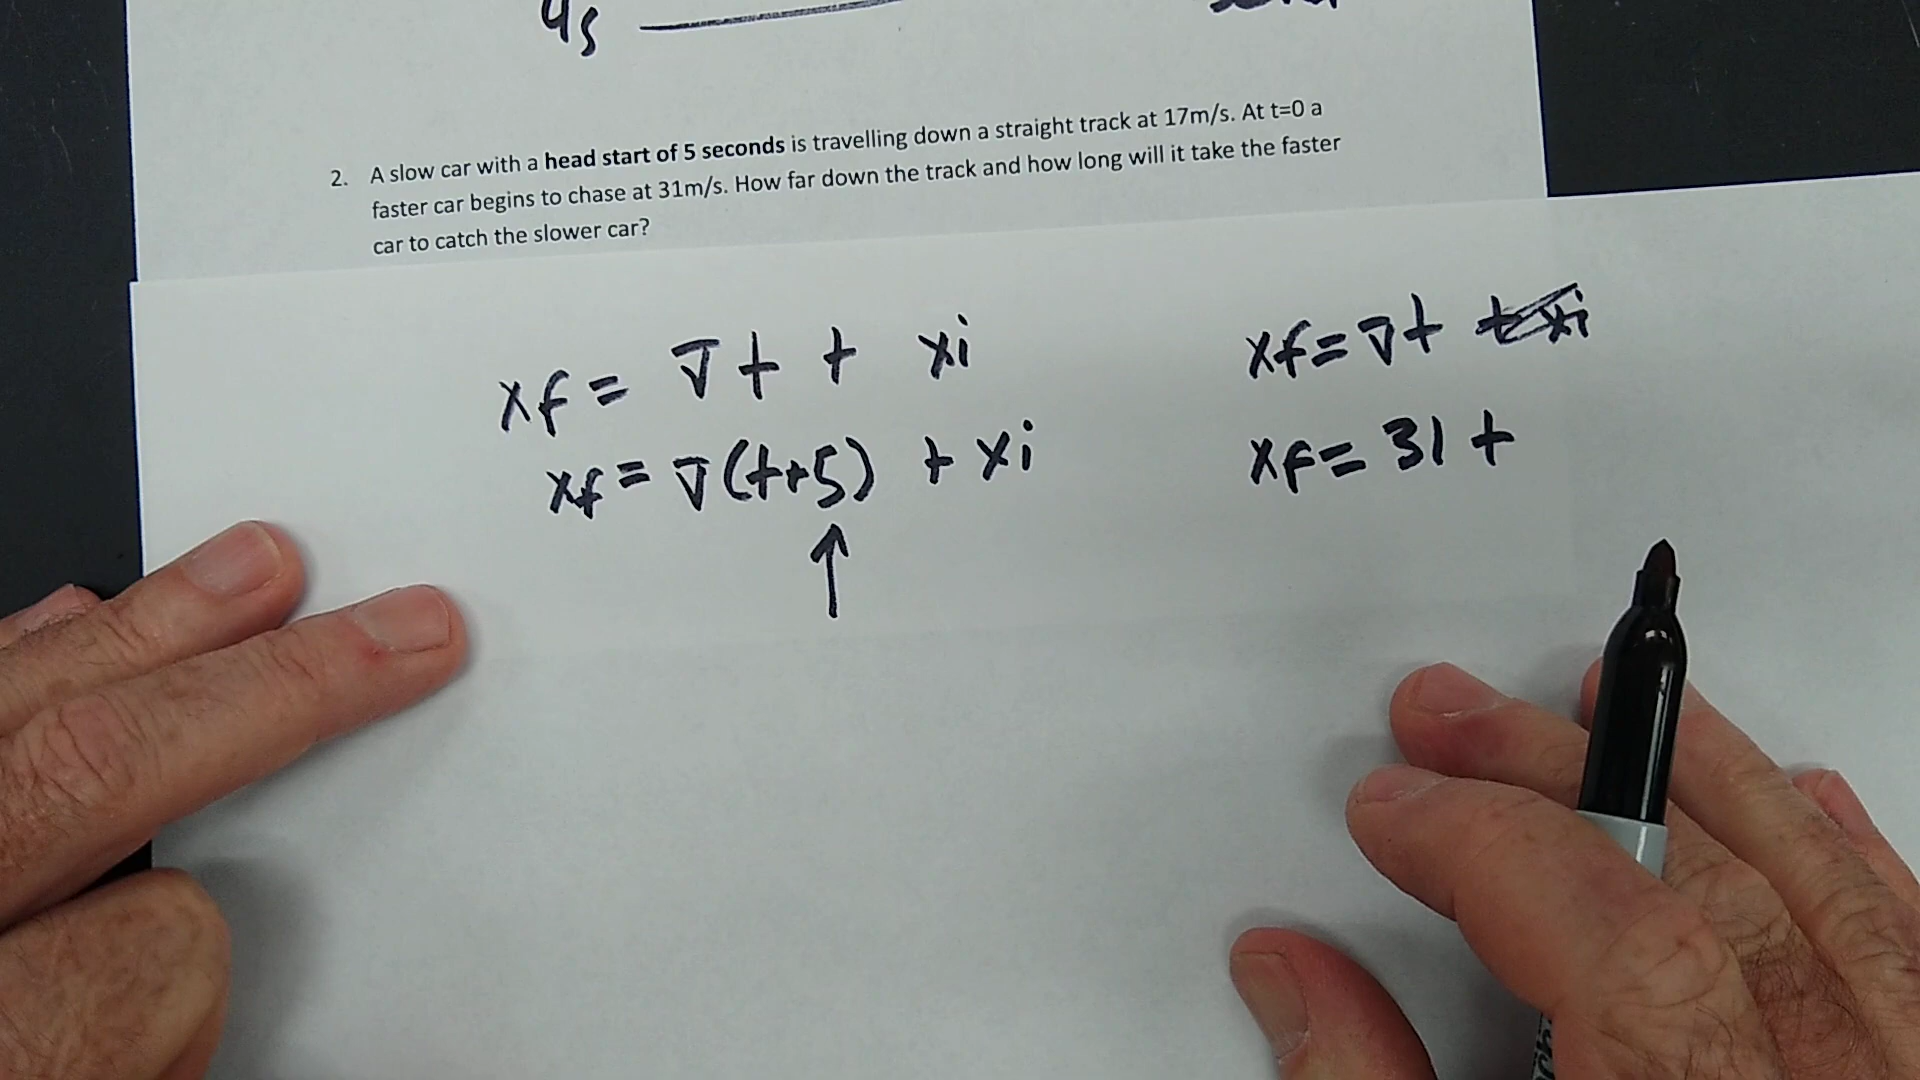 4s
2. A slow car with a head start of 5 seconds is travelling down a straight track at 17m/s. At t=0 a
faster car begins to chase at 31m/s. How far down the track and how long will it take the faster
car to catch the slower car?
xf = v̅t + xi
xf = v̅(t+5) + xi
↑
xf = v̅t + xi
xf = 31t